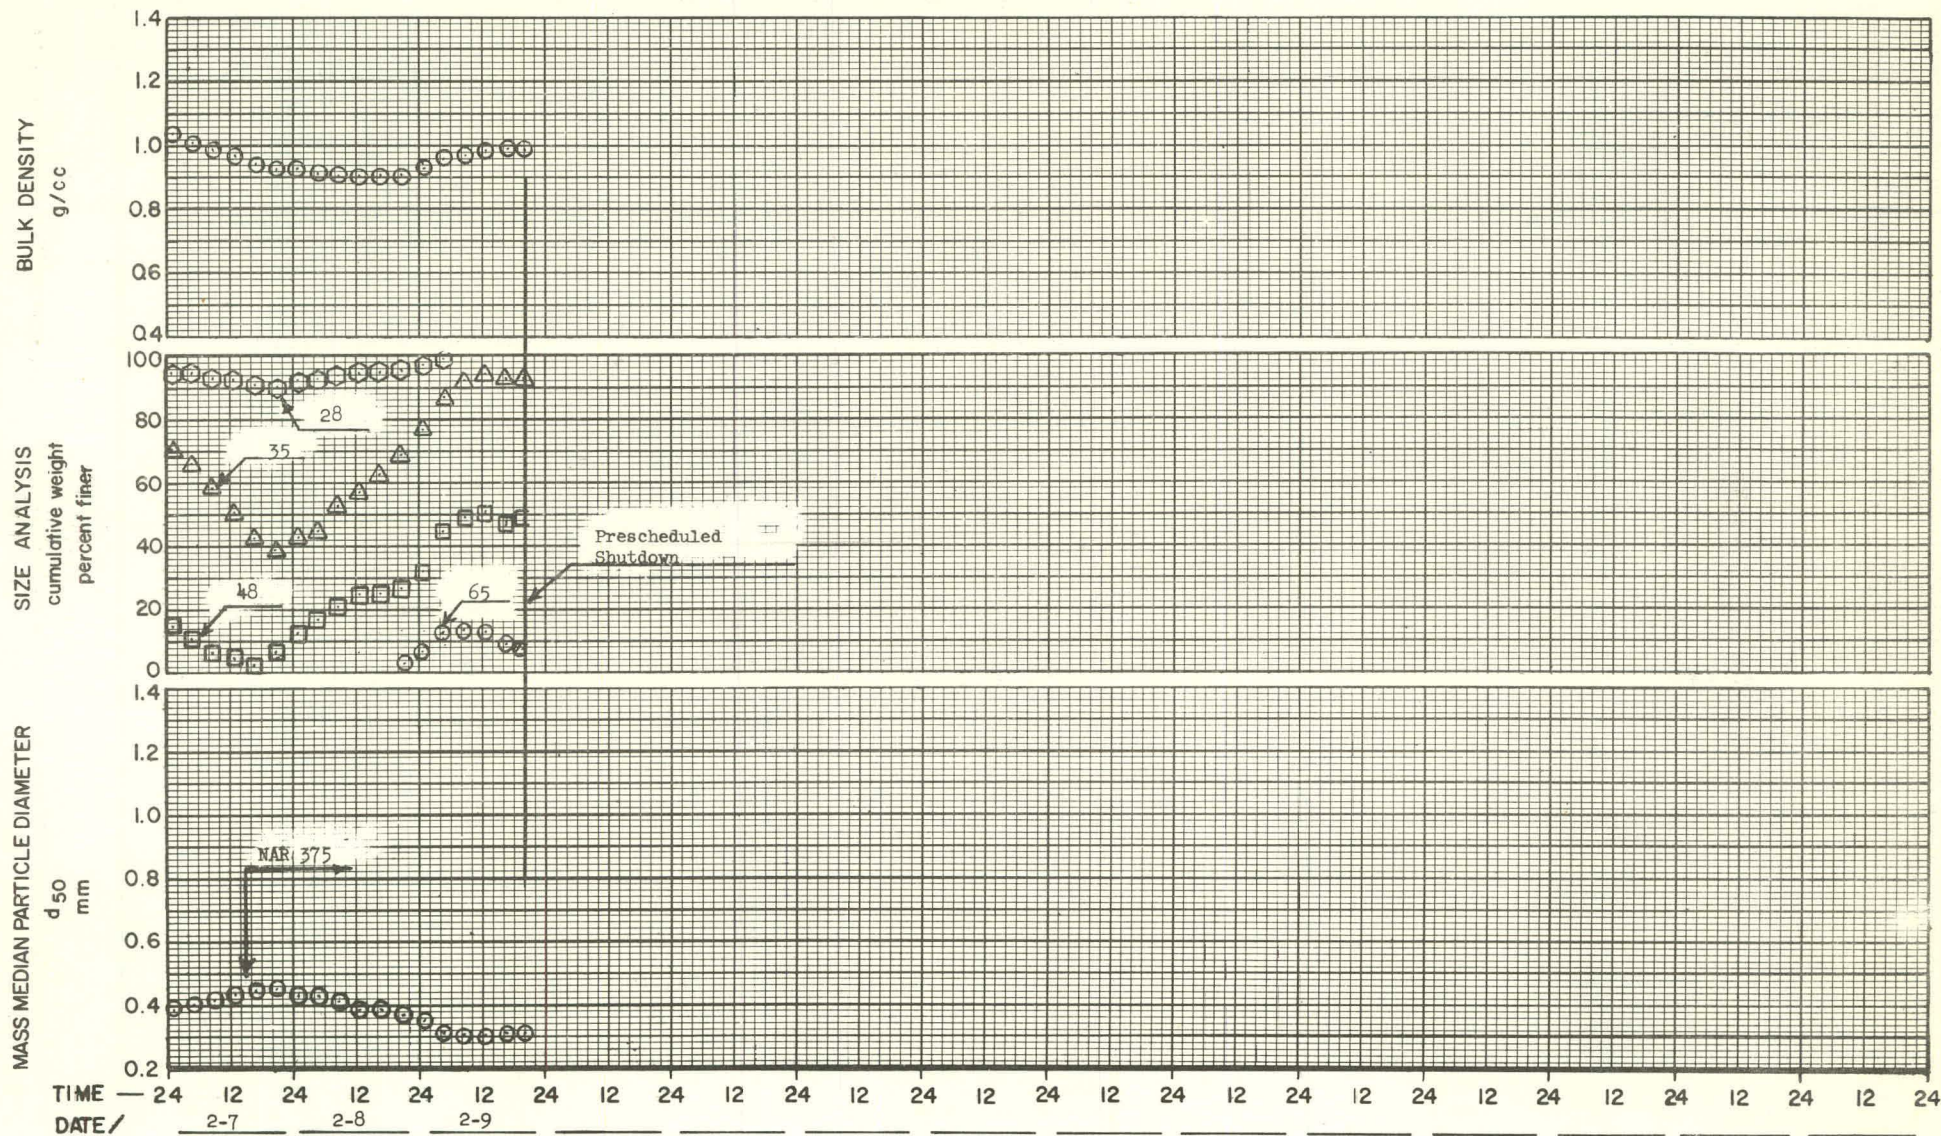 BULK DENSITY
g/cc
1.4
1.2
1.0
0.8
0.6
0.4
SIZE ANALYSIS
cumulative weight
percent finer
100
80
60
40
20
0
28
35
48
65
Prescheduled
Shutdown
MASS MEDIAN PARTICLE DIAMETER
d50
mm
1.4
1.2
1.0
0.8
0.6
0.4
0.2
NAR 375
TIME — 24 12 24 12 24 12 24 12 24 12 24 12 24 12 24 12 24 12 24 12 24 12 24 12 24 12 24 12 24
DATE/ 2-7 2-8 2-9